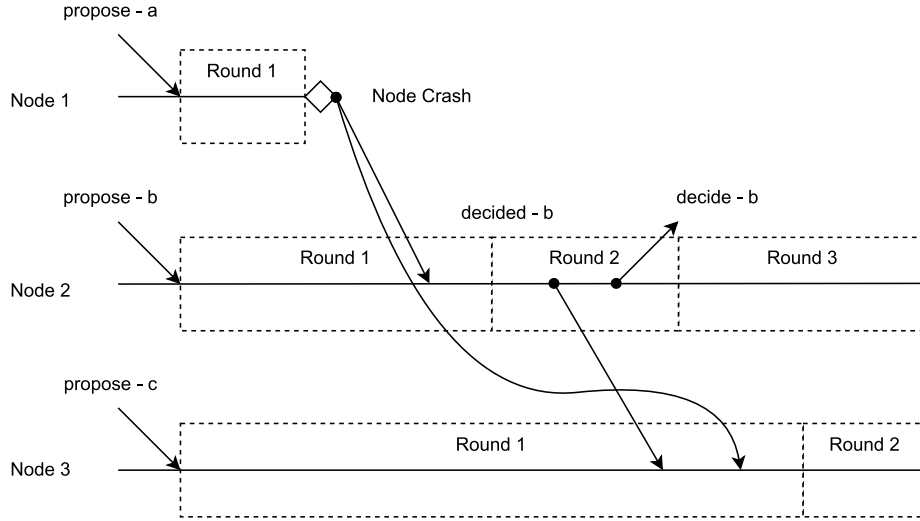 propose - a
Round 1
Node 1
Node Crash
propose - b
decided - b
decide - b
Round 1
Round 2
Round 3
Node 2
propose - c
Round 1
Round 2
Node 3